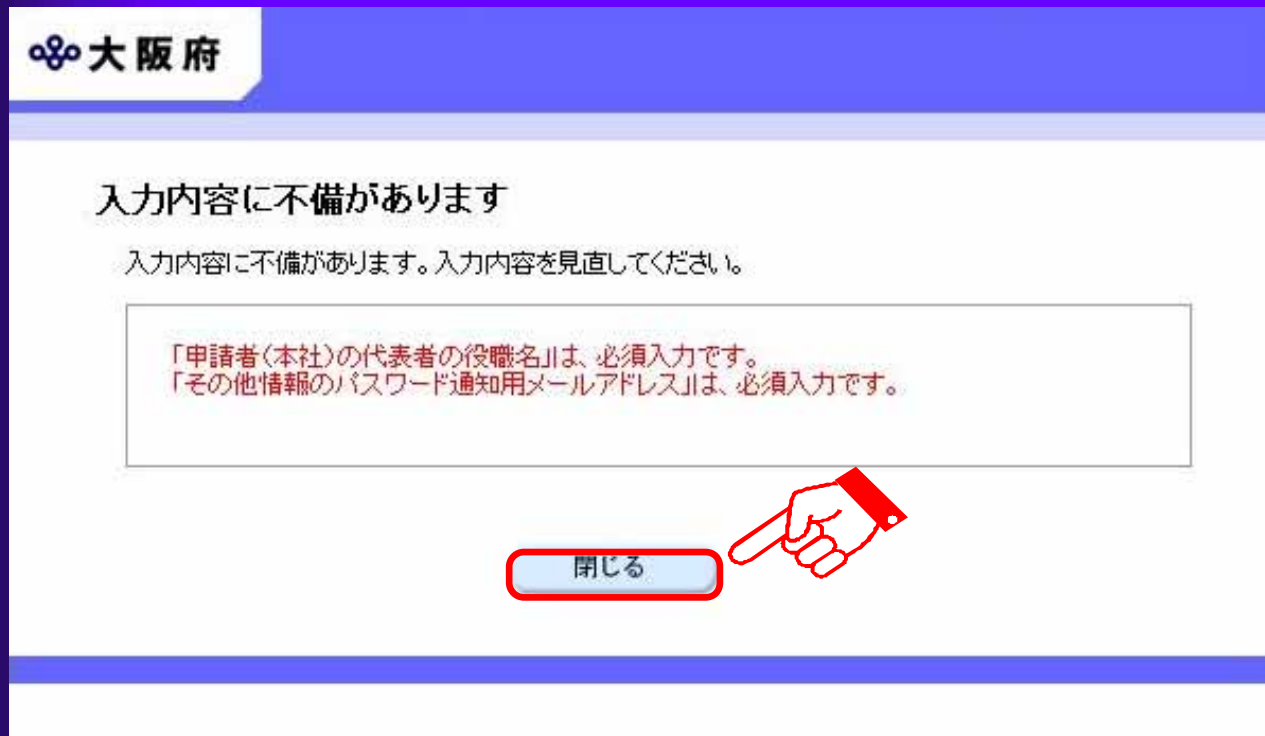 大阪府
入力内容に不備があります
入力内容に不備があります。入力内容を見直してください。
「申請者(本社)の代表者の役職名」は、必須入力です。
「その他情報のパスワード通知用メールアドレス」は、必須入力です。
閉じる